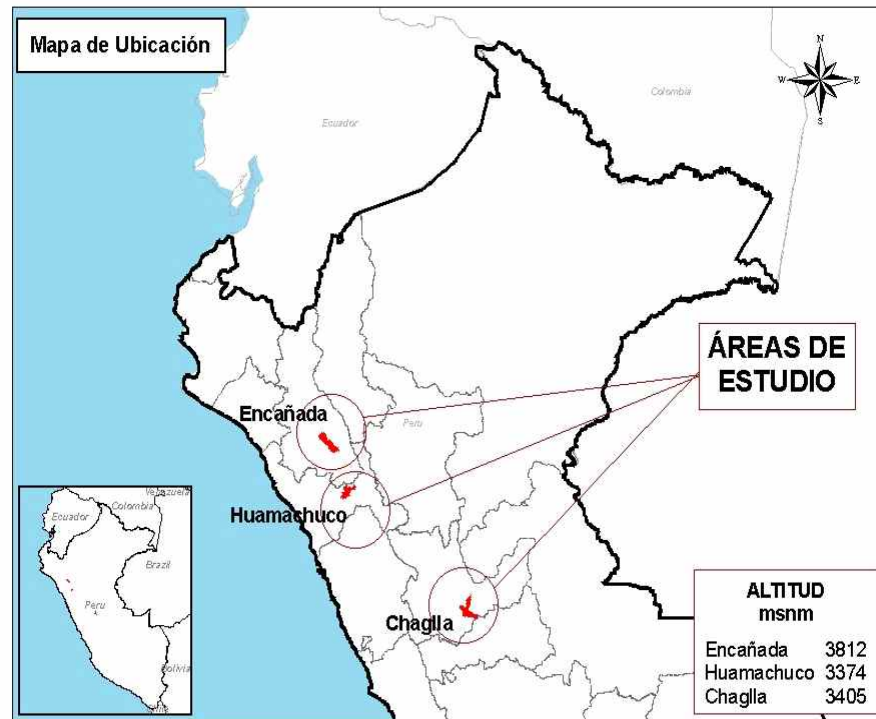 Mapa de Ubicación
N
W
E
S
Colombia
Ecuador
ÁREAS DE
ESTUDIO
Encañada
Peru
Huamachuco
Chaglla
Venezuela
Colombia
Ecuador
Brazil
Peru
Bolivia
Chile
ALTITUD
msnm
Encañada 3812
Huamachuco 3374
Chaglla 3405